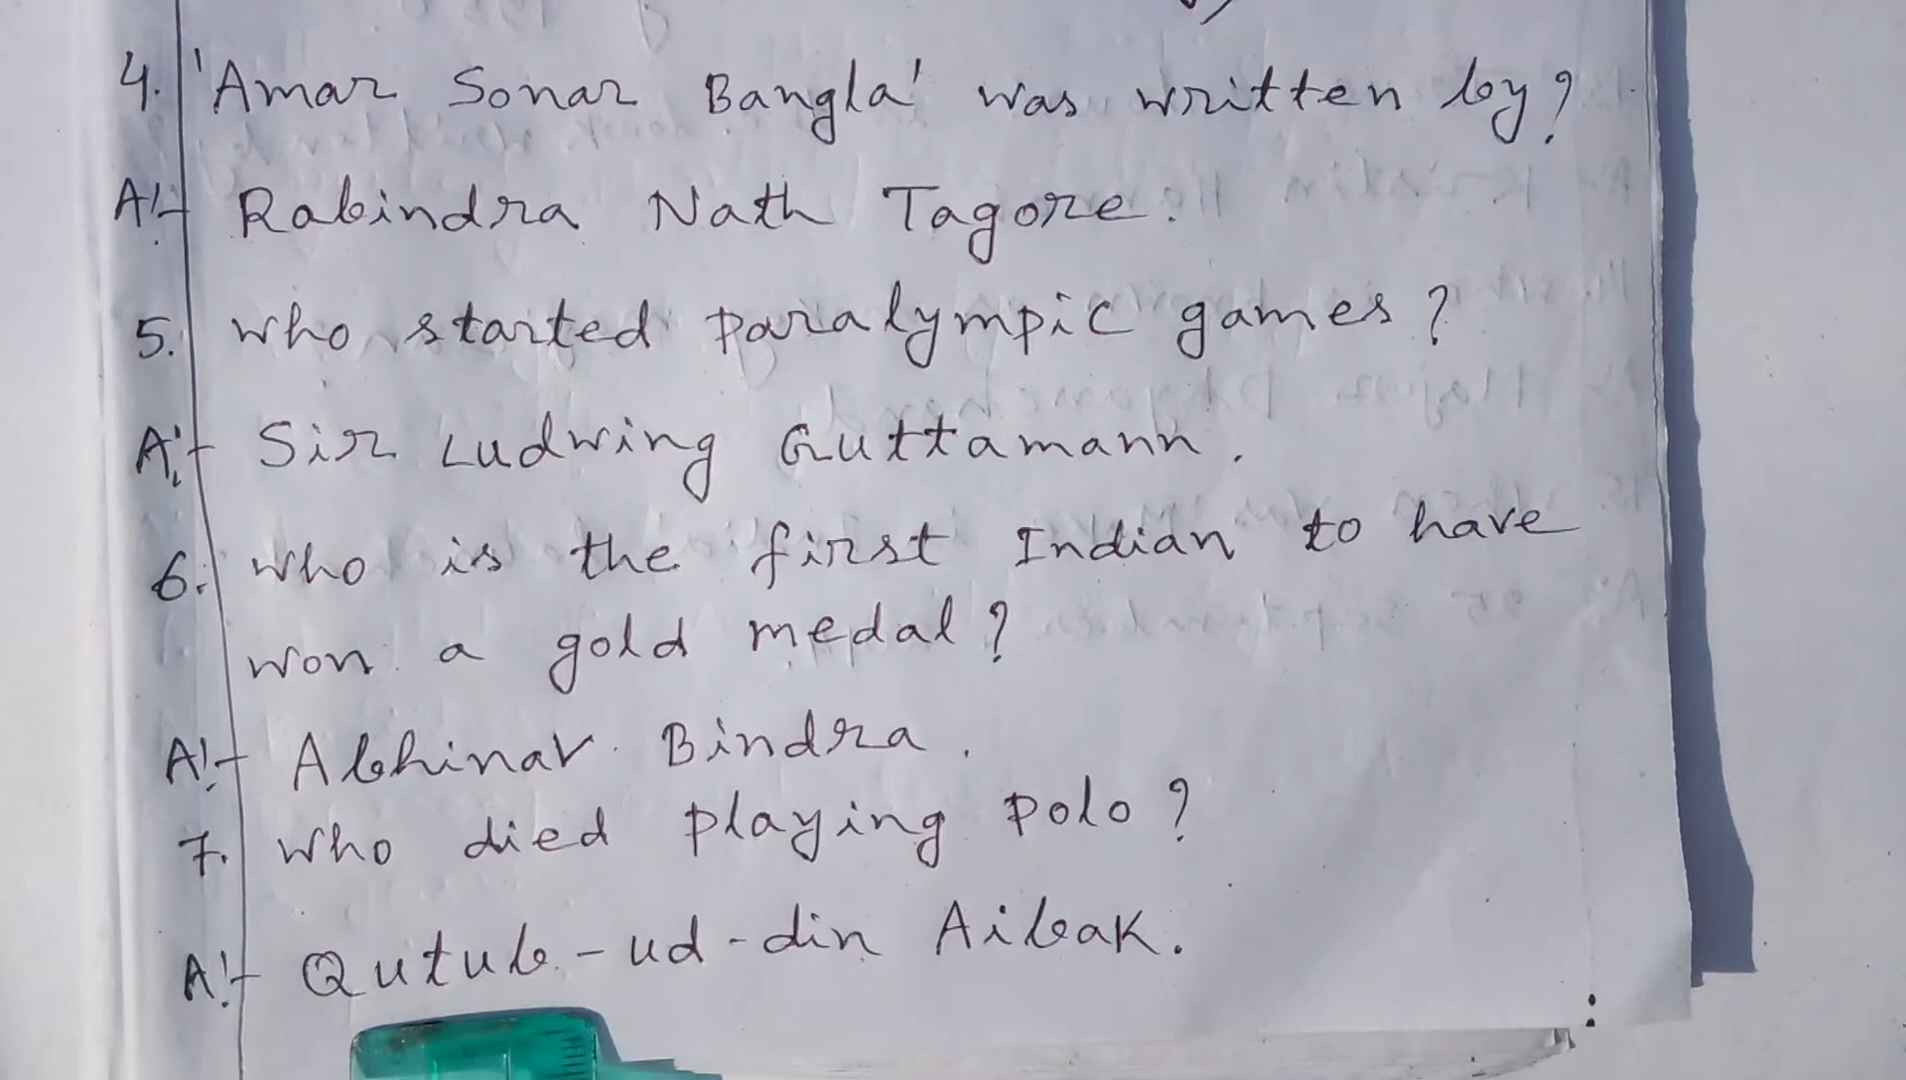 4. 'Amar Sonar Bangla' was written by?
A:- Rabindra Nath Tagore.
5. Who started paralympic games?
A:- Sir Ludwing Guttamann.
6. Who is the first Indian to have
won a gold medal?
A:- Abhinav Bindra.
7. Who died playing polo?
A:- Qutub-ud-din Aibak.